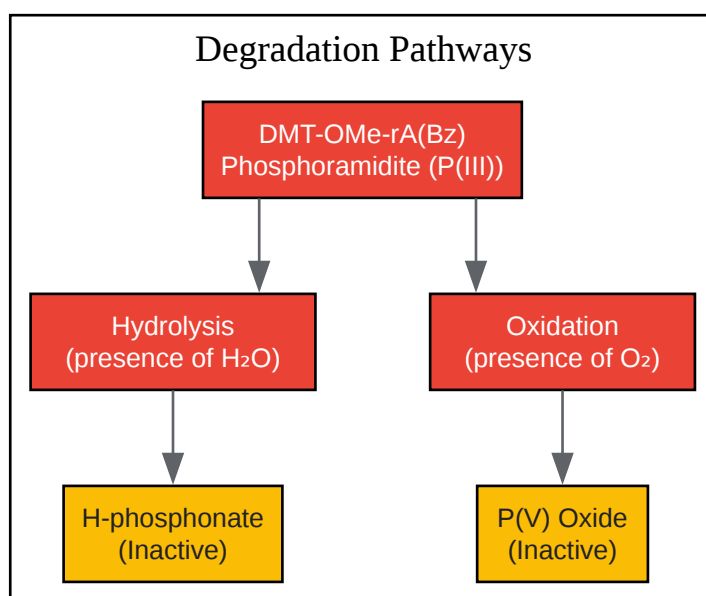 Degradation Pathways
DMT-OMe-rA(Bz)
Phosphoramidite (P(III))
Hydrolysis
(presence of H₂O)
Oxidation
(presence of O₂)
H-phosphonate
(Inactive)
P(V) Oxide
(Inactive)